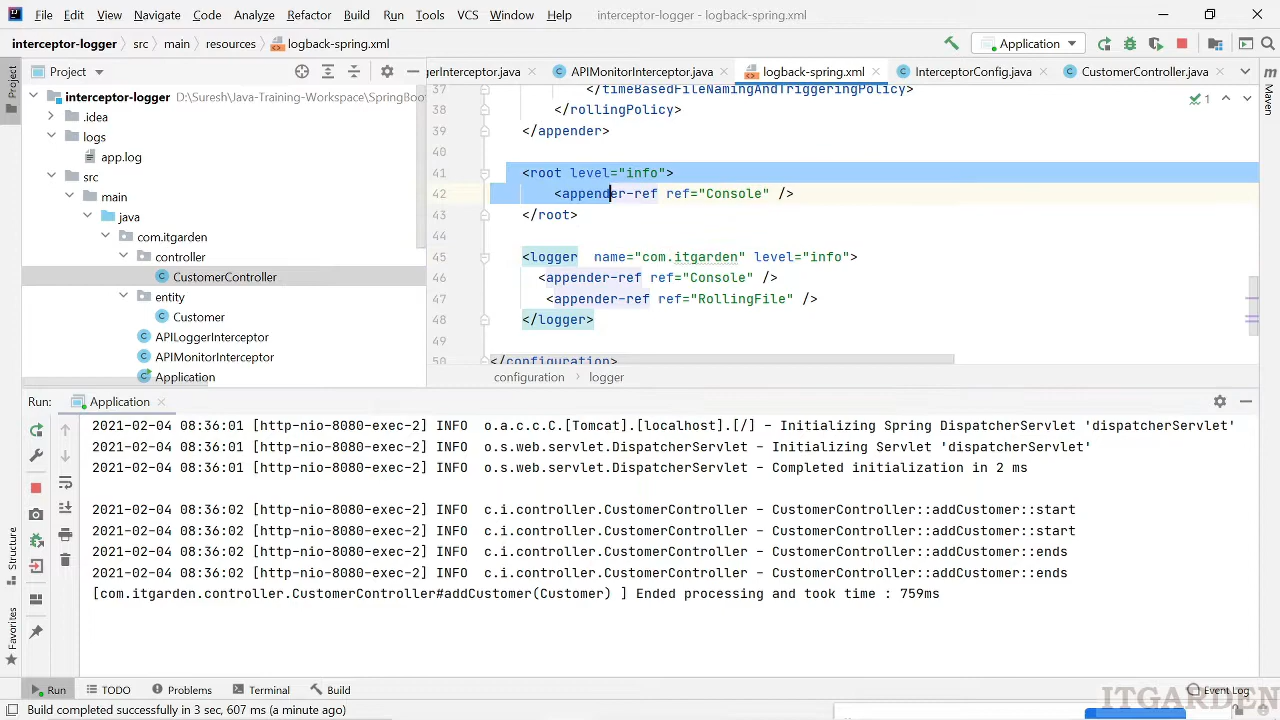 File Edit View Navigate Code Analyze Refactor Build Run Tools VCS Window Help interceptor-logger - logback-spring.xml
interceptor-logger src main resources logback-spring.xml Application
Project
gerInterceptor.java APIMonitorInterceptor.java logback-spring.xml InterceptorConfig.java CustomerController.java
Project
Maven
interceptor-logger D:\Suresh\Java-Training-Workspace\SpringBoo
.idea
logs
app.log
src
main
java
com.itgarden
controller
CustomerController
entity
Customer
APILoggerInterceptor
APIMonitorInterceptor
Application
37 </timeBasedFileNamingAndTriggeringPolicy>
38 </rollingPolicy>
39 </appender>
40
41 <root level="info">
42 <appender-ref ref="Console" />
43 </root>
44
45 <logger name="com.itgarden" level="info">
46 <appender-ref ref="Console" />
47 <appender-ref ref="RollingFile" />
48 </logger>
49
50 </configuration>
1
configuration logger
Run: Application
2021-02-04 08:36:01 [http-nio-8080-exec-2] INFO o.a.c.c.C.[Tomcat].[localhost].[/] - Initializing Spring DispatcherServlet 'dispatcherServlet'
2021-02-04 08:36:01 [http-nio-8080-exec-2] INFO o.s.web.servlet.DispatcherServlet - Initializing Servlet 'dispatcherServlet'
2021-02-04 08:36:01 [http-nio-8080-exec-2] INFO o.s.web.servlet.DispatcherServlet - Completed initialization in 2 ms
2021-02-04 08:36:02 [http-nio-8080-exec-2] INFO c.i.controller.CustomerController - CustomerController::addCustomer::start
2021-02-04 08:36:02 [http-nio-8080-exec-2] INFO c.i.controller.CustomerController - CustomerController::addCustomer::start
2021-02-04 08:36:02 [http-nio-8080-exec-2] INFO c.i.controller.CustomerController - CustomerController::addCustomer::ends
2021-02-04 08:36:02 [http-nio-8080-exec-2] INFO c.i.controller.CustomerController - CustomerController::addCustomer::ends
[com.itgarden.controller.CustomerController#addCustomer(Customer) ] Ended processing and took time : 759ms
Structure
Favorites
Run TODO Problems Terminal Build Event Log
ITGARDEN
Build completed successfully in 3 sec, 607 ms (a minute ago)